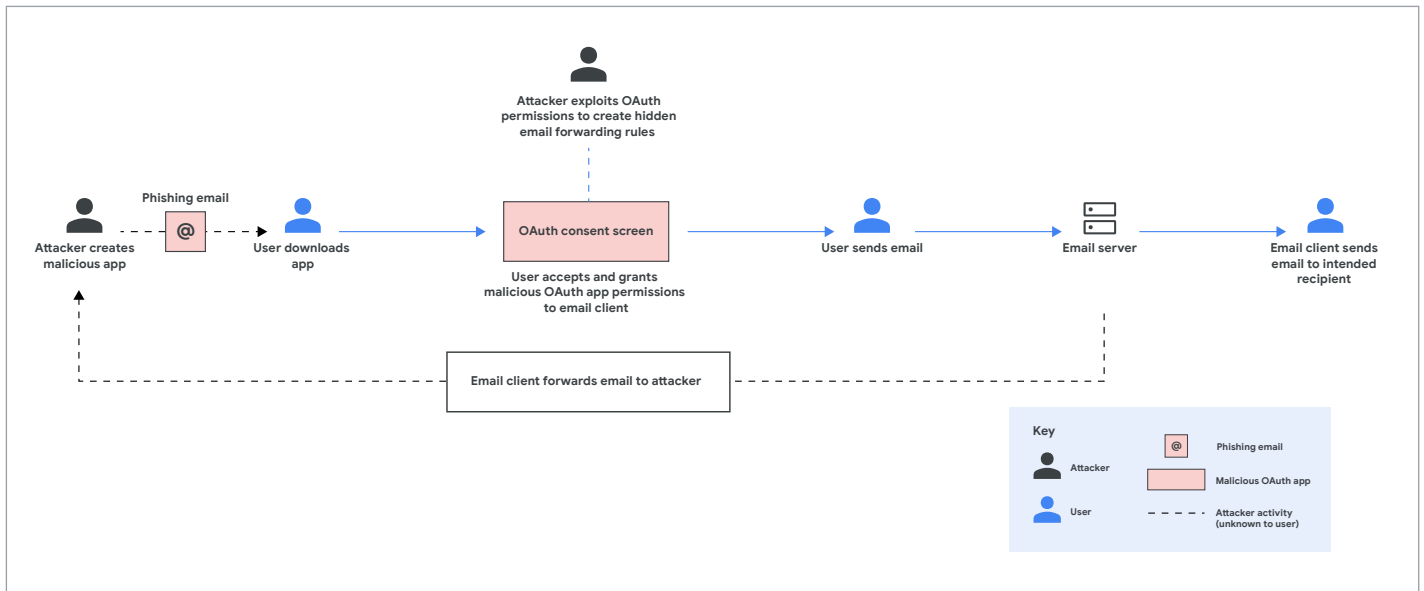 Attacker exploits OAuth
permissions to create hidden
email forwarding rules
Phishing email
@
Attacker creates
malicious app
User downloads
app
OAuth consent screen
User accepts and grants
malicious OAuth app permissions
to email client
User sends email
Email server
Email client sends
email to intended
recipient
Email client forwards email to attacker
Key
Attacker
User
@
Phishing email
Malicious OAuth app
Attacker activity
(unknown to user)